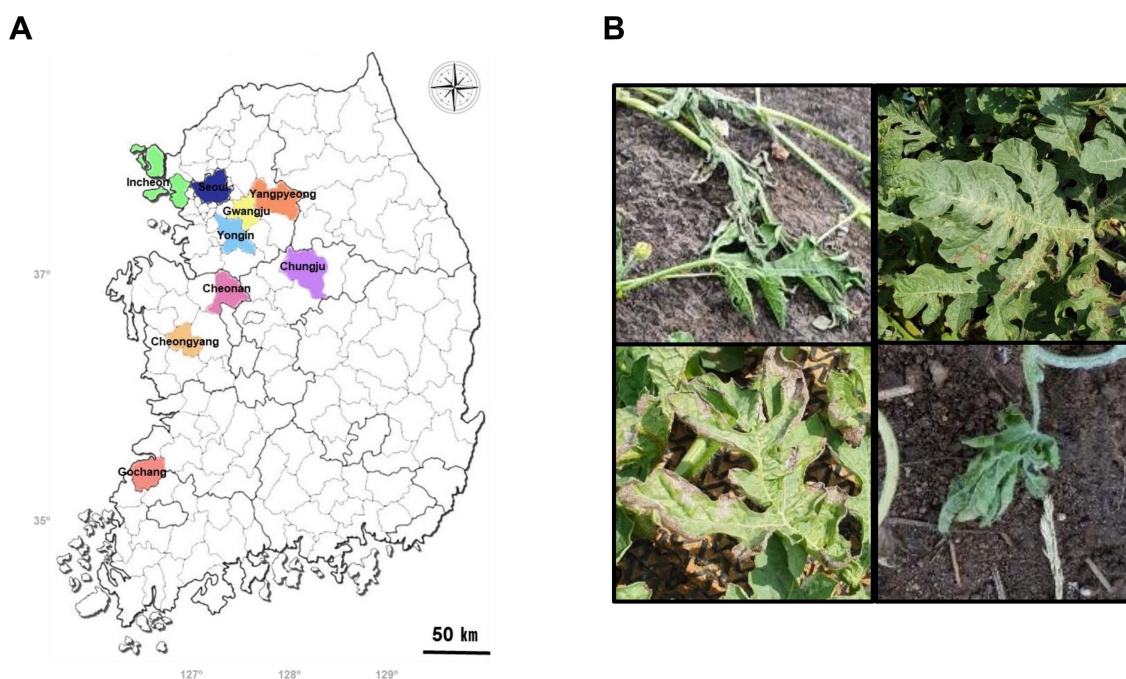 A
B
Incheon
Seoul
Yangpyeong
Gwangju
Yongin
Chungju
37°
Cheonan
Cheongyang
Gochang
35°
50 km
127°
128°
129°